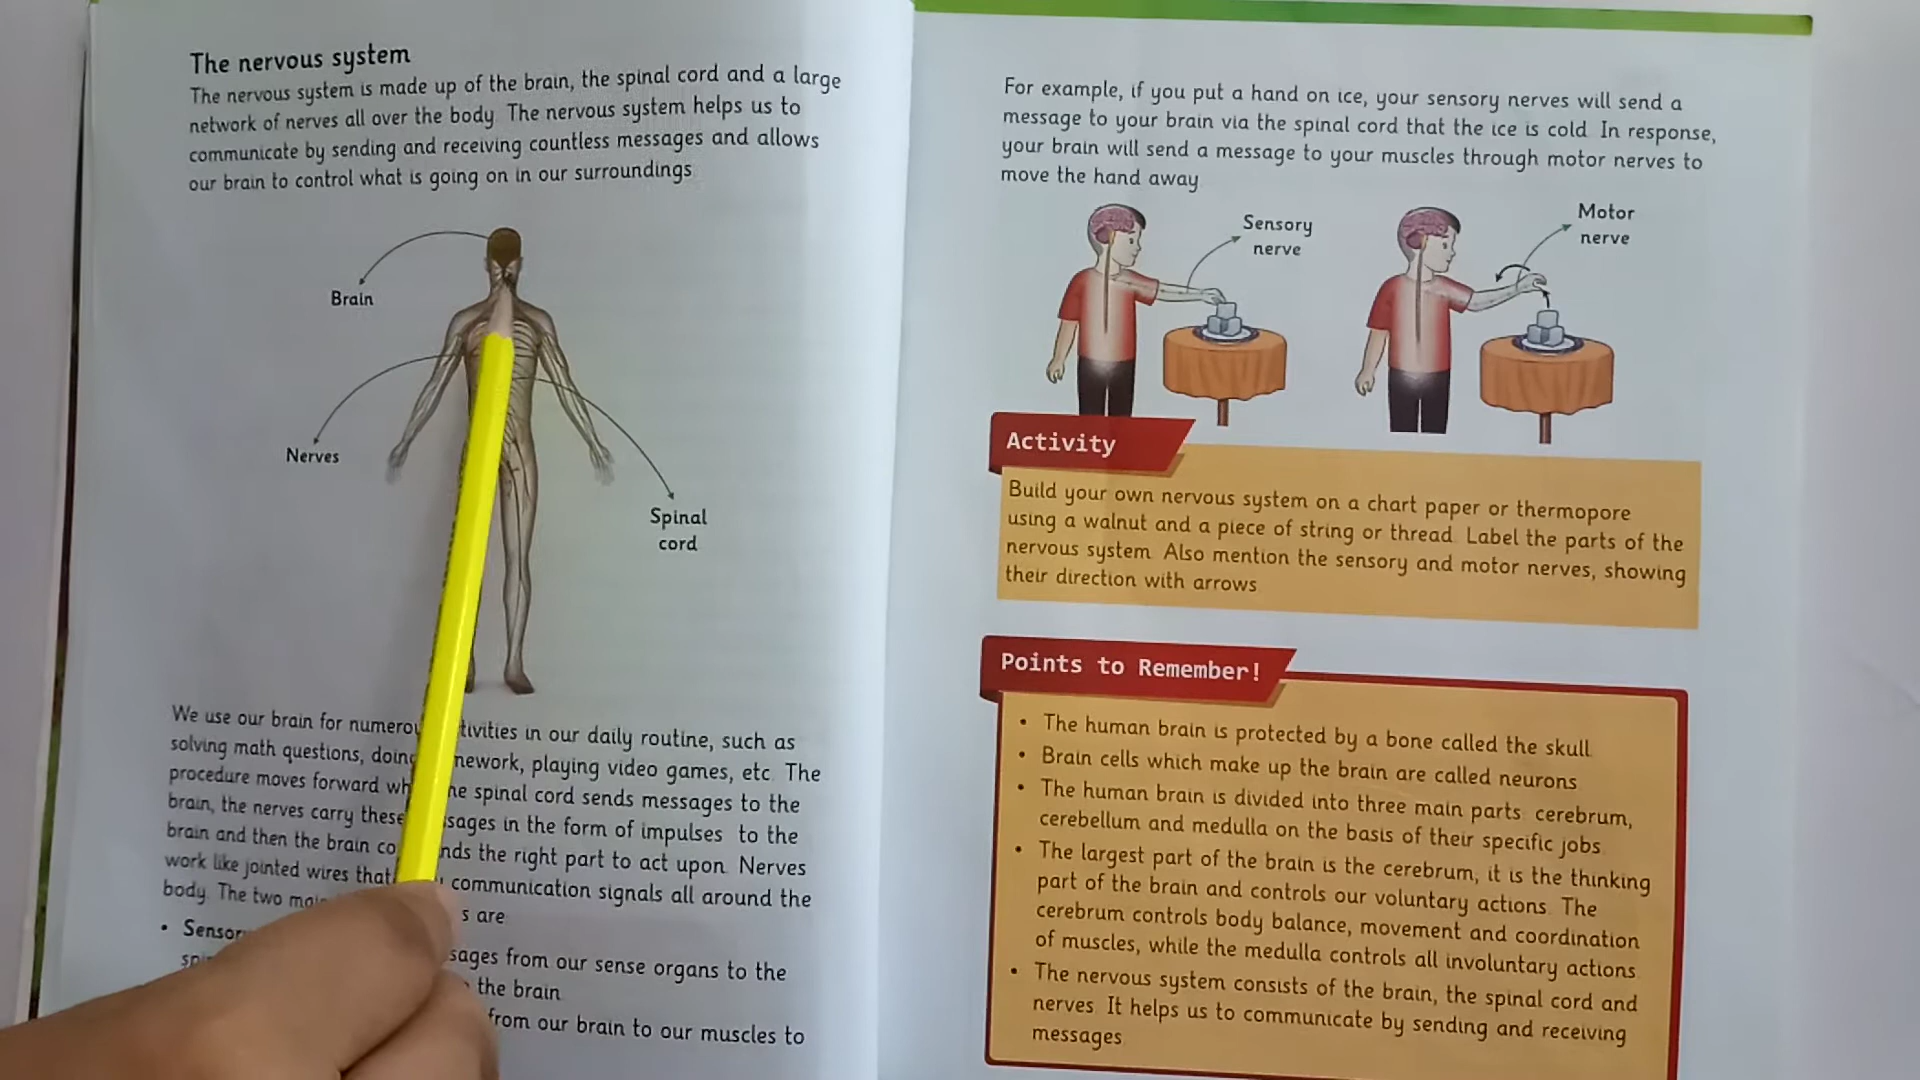 The nervous system
The nervous system is made up of the brain, the spinal cord and a large
network of nerves all over the body. The nervous system helps us to
communicate by sending and receiving countless messages and allows
our brain to control what is going on in our surroundings
Brain
Nerves
Spinal
cord
We use our brain for in our daily routine, such as
solving math questions, playing video games, etc. The
procedure moves forward spinal cord sends messages to the
brain, the nerves carry these in the form of impulses to the
brain and then the brain the right part to act upon. Nerves
work like jointed wires that communication signals all around the
body. The two are
• from our sense organs to the
the brain
from our brain to our muscles to
For example, if you put a hand on ice, your sensory nerves will send a
message to your brain via the spinal cord that the ice is cold. In response,
your brain will send a message to your muscles through motor nerves to
move the hand away
Sensory
nerve
Motor
nerve
Activity
Build your own nervous system on a chart paper or thermopore
using a walnut and a piece of string or thread. Label the parts of the
nervous system. Also mention the sensory and motor nerves, showing
their direction with arrows
Points to Remember!
• The human brain is protected by a bone called the skull.
• Brain cells which make up the brain are called neurons
• The human brain is divided into three main parts cerebrum,
cerebellum and medulla on the basis of their specific jobs.
• The largest part of the brain is the cerebrum, it is the thinking
part of the brain and controls our voluntary actions. The
cerebrum controls body balance, movement and coordination
of muscles, while the medulla controls all involuntary actions
• The nervous system consists of the brain, the spinal cord and
nerves. It helps us to communicate by sending and receiving
messages